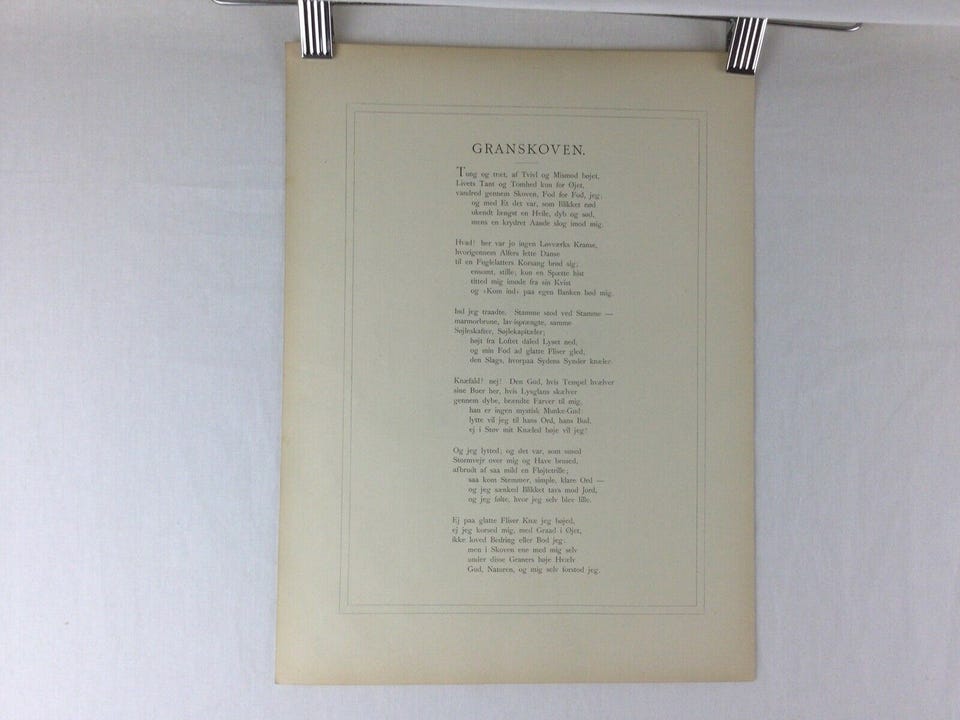 GRANSKOVEN.
Tung og træt, af Tvivl og Mismod bøjet,
Livets Tant og Tomhed kun for Øjet,
vandred gennem Skoven, Fod for Fod, jeg;
og med Et det var, som Blikket nød
ukendt længst en Hvile, dyb og sød,
mens en krydret Aande slog imod mig.
Hvad? her var jo ingen Løvværks Kranse,
hvorigennem Alfers lette Danse
til en Fuglelatters Korsang brød sig;
ensomt, stille; kun en Spætte hist
titted mig imøde fra sin Kvist
og »Kom ind« paa egen Banken bød mig.
Ind jeg traadte. Stamme stod ved Stamme —
marmorbrune, lav-isprængte, samme
Søjleskafter, Søjlekapitæler;
højt fra Loftet daled Lyset ned,
og min Fod ad glatte Fliser gled,
den Slags, hvorpaa Sydens Synder knæler.
Knæfald? nej! Den Gud, hvis Tempel hvælver
sine Buer her, hvis Lysglans skælver
gennem dybe, brændte Farver til mig,
han er ingen mystisk Munke-Gud:
lytte vil jeg til hans Ord, hans Bud,
ej i Støv mit Knæled bøje vil jeg!
Og jeg lytted; og det var, som sused
Stormvejr over mig og Have brused,
afbrudt af saa mild en Fløjtetrille;
saa kom Stemmer, simple, klare Ord —
og jeg sænked Blikket tavs mod Jord,
og jeg følte, hvor jeg selv blev lille.
Ej paa glatte Fliser Knæ jeg bøjed,
ej jeg korsed mig, med Graad i Øjet,
ikke loved Bedring eller Bod jeg;
men i Skoven ene med mig selv
under disse Graners høje Hvælv
Gud, Naturen, og mig selv forstod jeg.